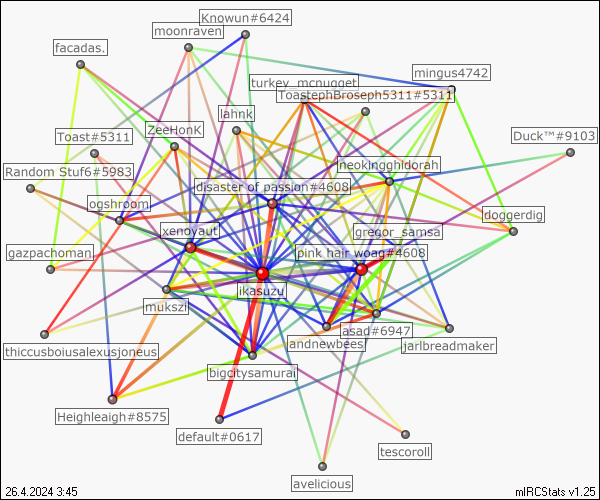 Knowun#6424
moonraven
facadas.
mingus4742
turkey_mcnugget
ToastephBroseph5311#5311
lahnk
Toast#5311
ZeeHonK
Duck™#9103
neokingghidorah
Random Stuf6#5983
disaster of passion#4608
ogshroom
doggerdig
xenoyaut
gregor_samsa
gazpachoman
pink hair woag#4608
ikasuzu
mukszi
asad#6947
thiccusboiusalexusjoneus
andnewbees
jarlbreadmaker
bigcitysamurai
Heighleaigh#8575
default#0617
tescoroll
avelicious
26.4.2024 3:45
mIRCStats v1.25